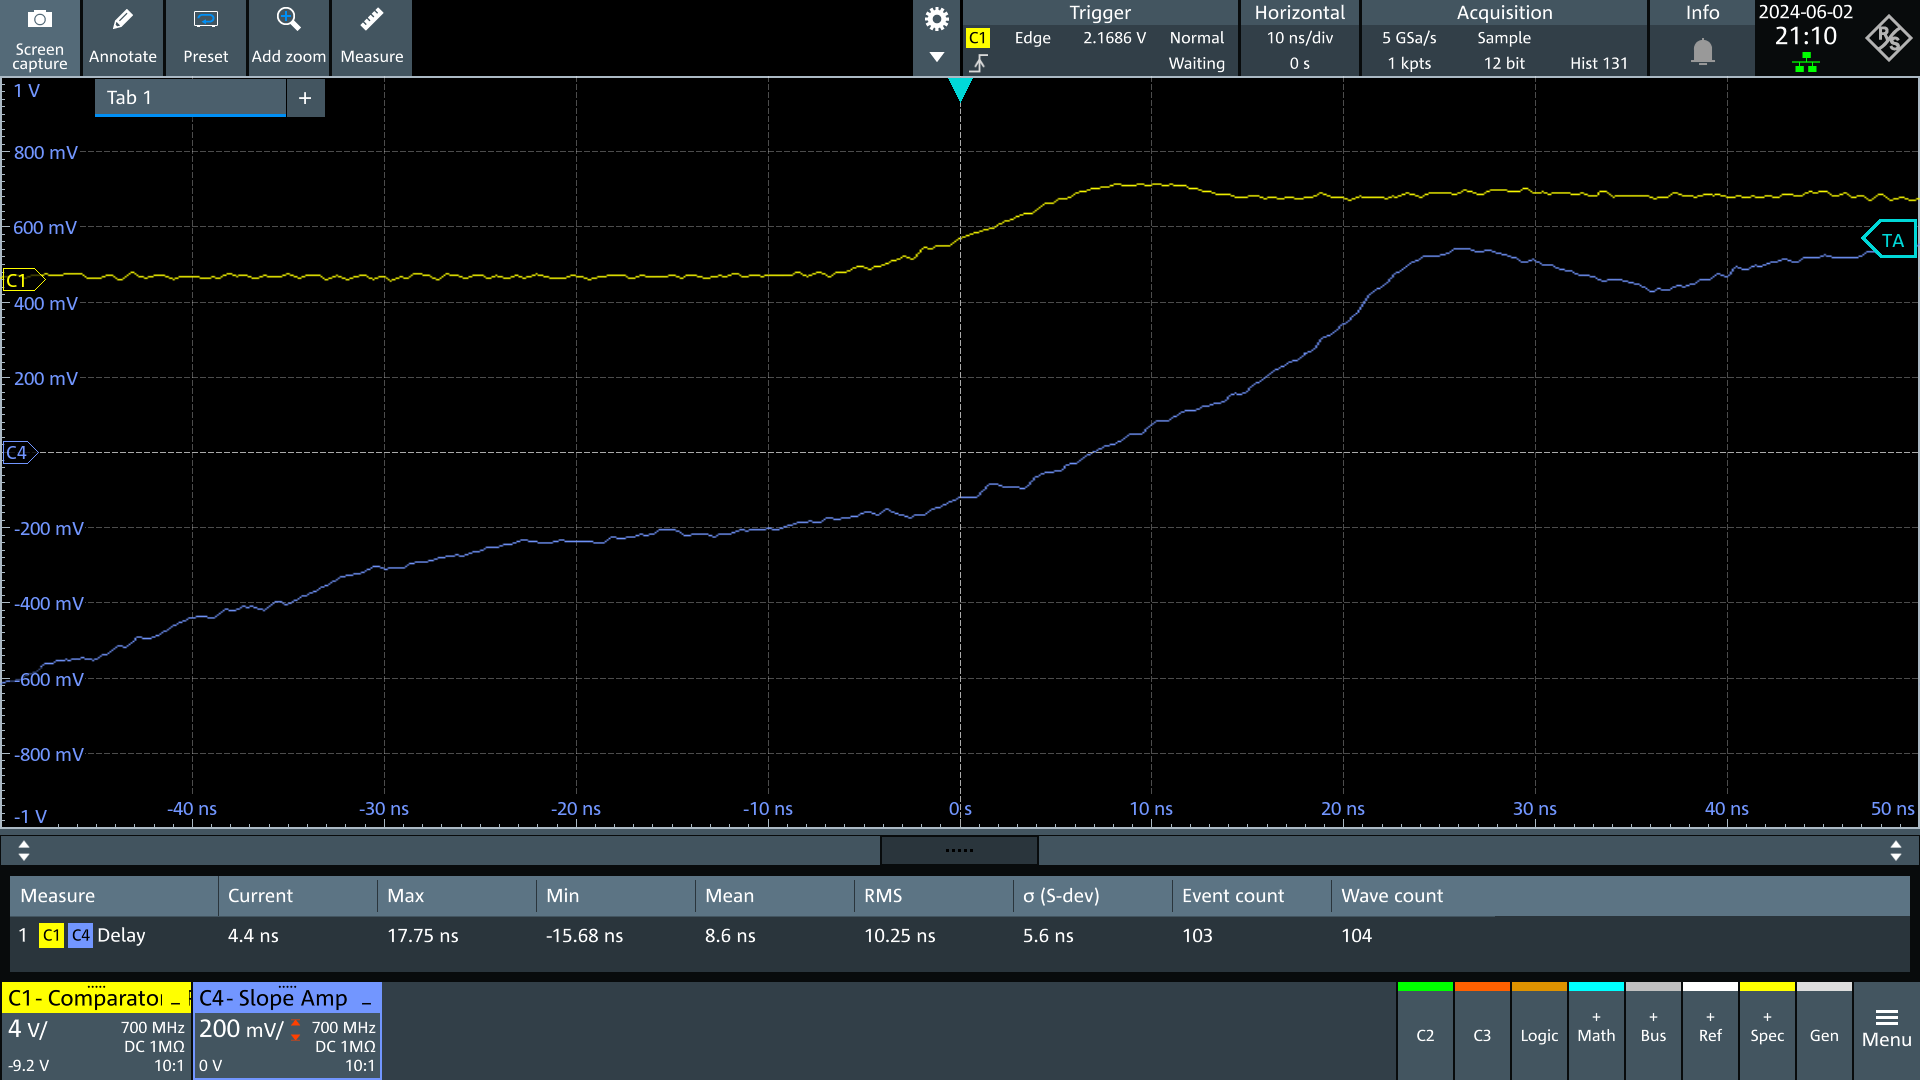 Screen capture
Annotate
Preset
Add zoom
Measure
Trigger
C1 Edge 2.1686 V Normal
Waiting
Horizontal
10 ns/div
0 s
Acquisition
5 GSa/s Sample
1 kpts 12 bit Hist 131
Info
2024-06-02
21:10
R S
Tab 1 +
1 V
800 mV
600 mV
TA
C1
400 mV
200 mV
C4
-200 mV
-400 mV
-600 mV
-800 mV
-1 V
-40 ns -30 ns -20 ns -10 ns 0 s 10 ns 20 ns 30 ns 40 ns 50 ns
Measure Current Max Min Mean RMS σ (S-dev) Event count Wave count
1 C1 C4 Delay 4.4 ns 17.75 ns -15.68 ns 8.6 ns 10.25 ns 5.6 ns 103 104
C1 - Comparator
4 V/ 700 MHz
DC 1MΩ
-9.2 V 10:1
C4 - Slope Amp
200 mV/ 700 MHz
DC 1MΩ
0 V 10:1
C2
C3
Logic
+ Math
+ Bus
+ Ref
+ Spec
Gen
Menu